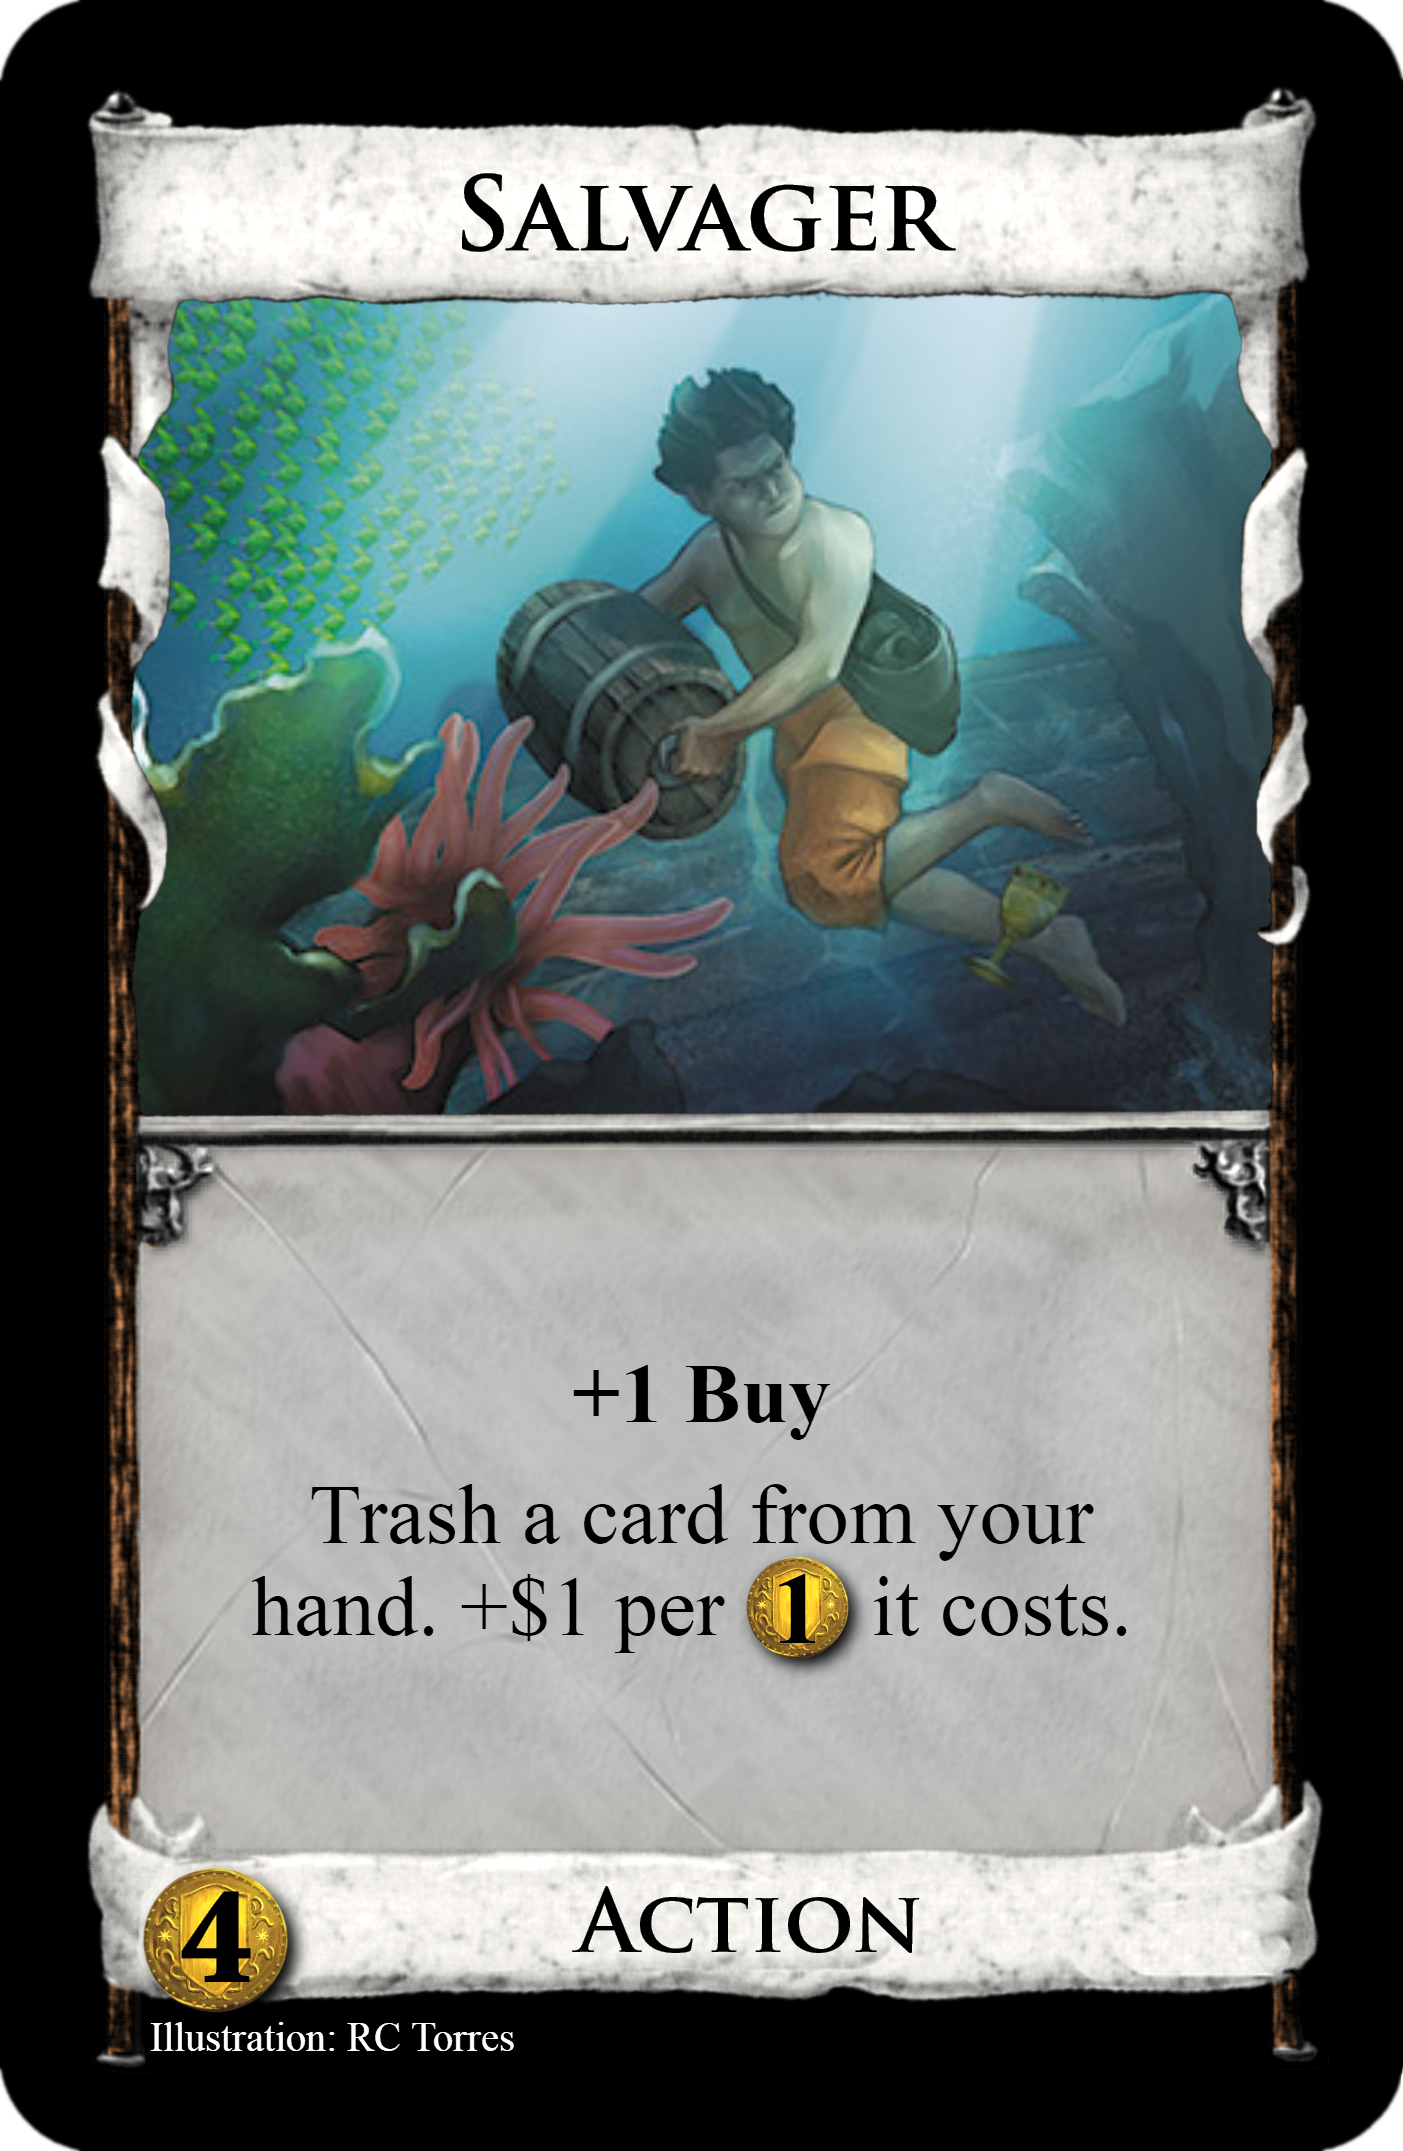 Salvager
+1 Buy
Trash a card from your
hand. +$1 per 1 it costs.
4
Action
Illustration: RC Torres